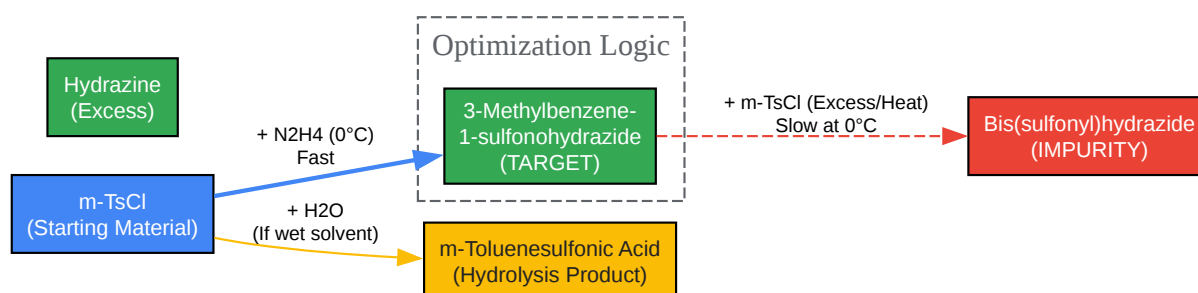 Optimization Logic
Hydrazine
(Excess)
+ N2H4 (0°C)
Fast
3-Methylbenzene-
1-sulfonohydrazide
(TARGET)
+ m-TsCl (Excess/Heat)
Slow at 0°C
Bis(sulfonyl)hydrazide
(IMPURITY)
m-TsCl
(Starting Material)
+ H2O
(If wet solvent)
m-Toluenesulfonic Acid
(Hydrolysis Product)